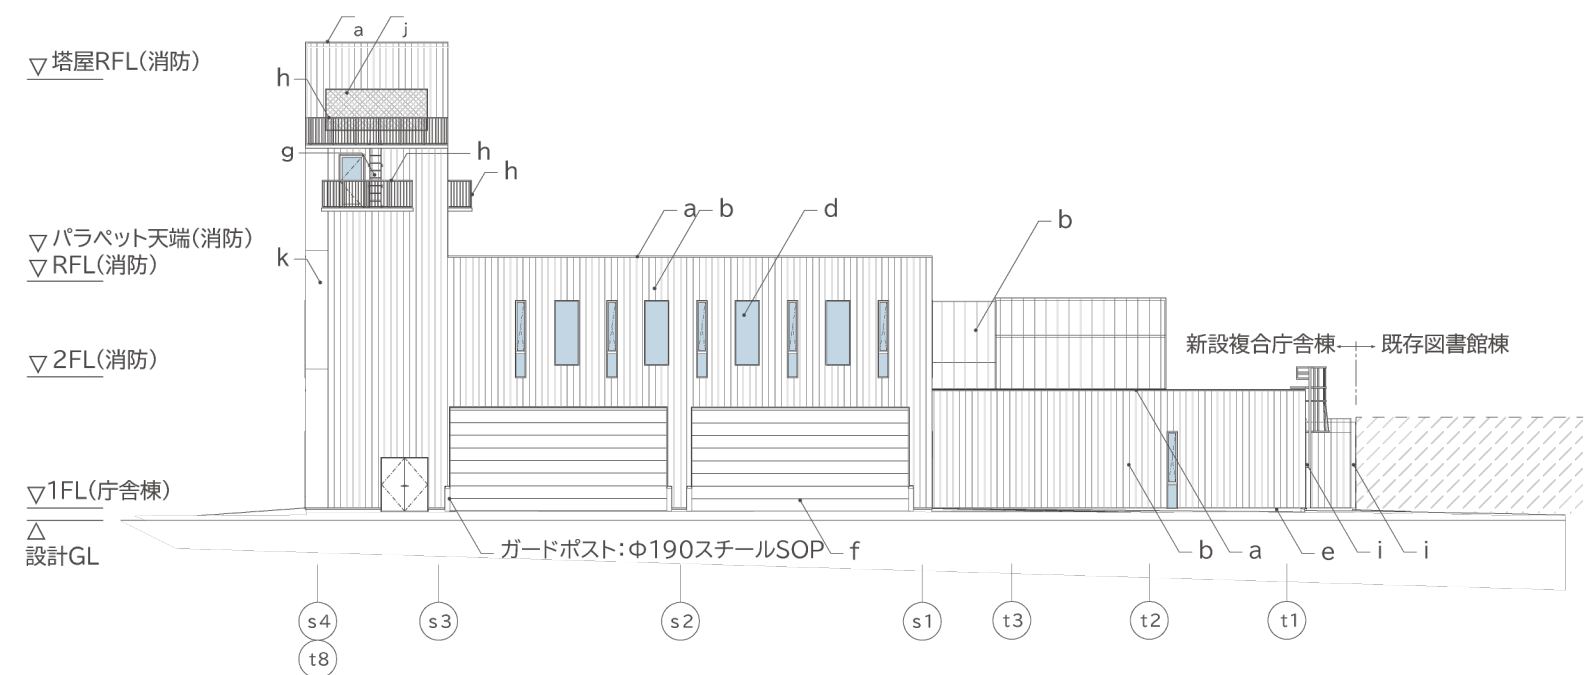 a
j
▽塔屋RFL(消防)
h
g
h
h
a
b
d
b
▽パラペット天端(消防)
k
▽RFL(消防)
新設複合庁舎棟
既存図書館棟
▽2FL(消防)
▽1FL(庁舎棟)
△
設計GL
ガードポスト：Φ190スチールSOP
f
b
a
e
i
i
s4
s3
s2
s1
t3
t2
t1
t8